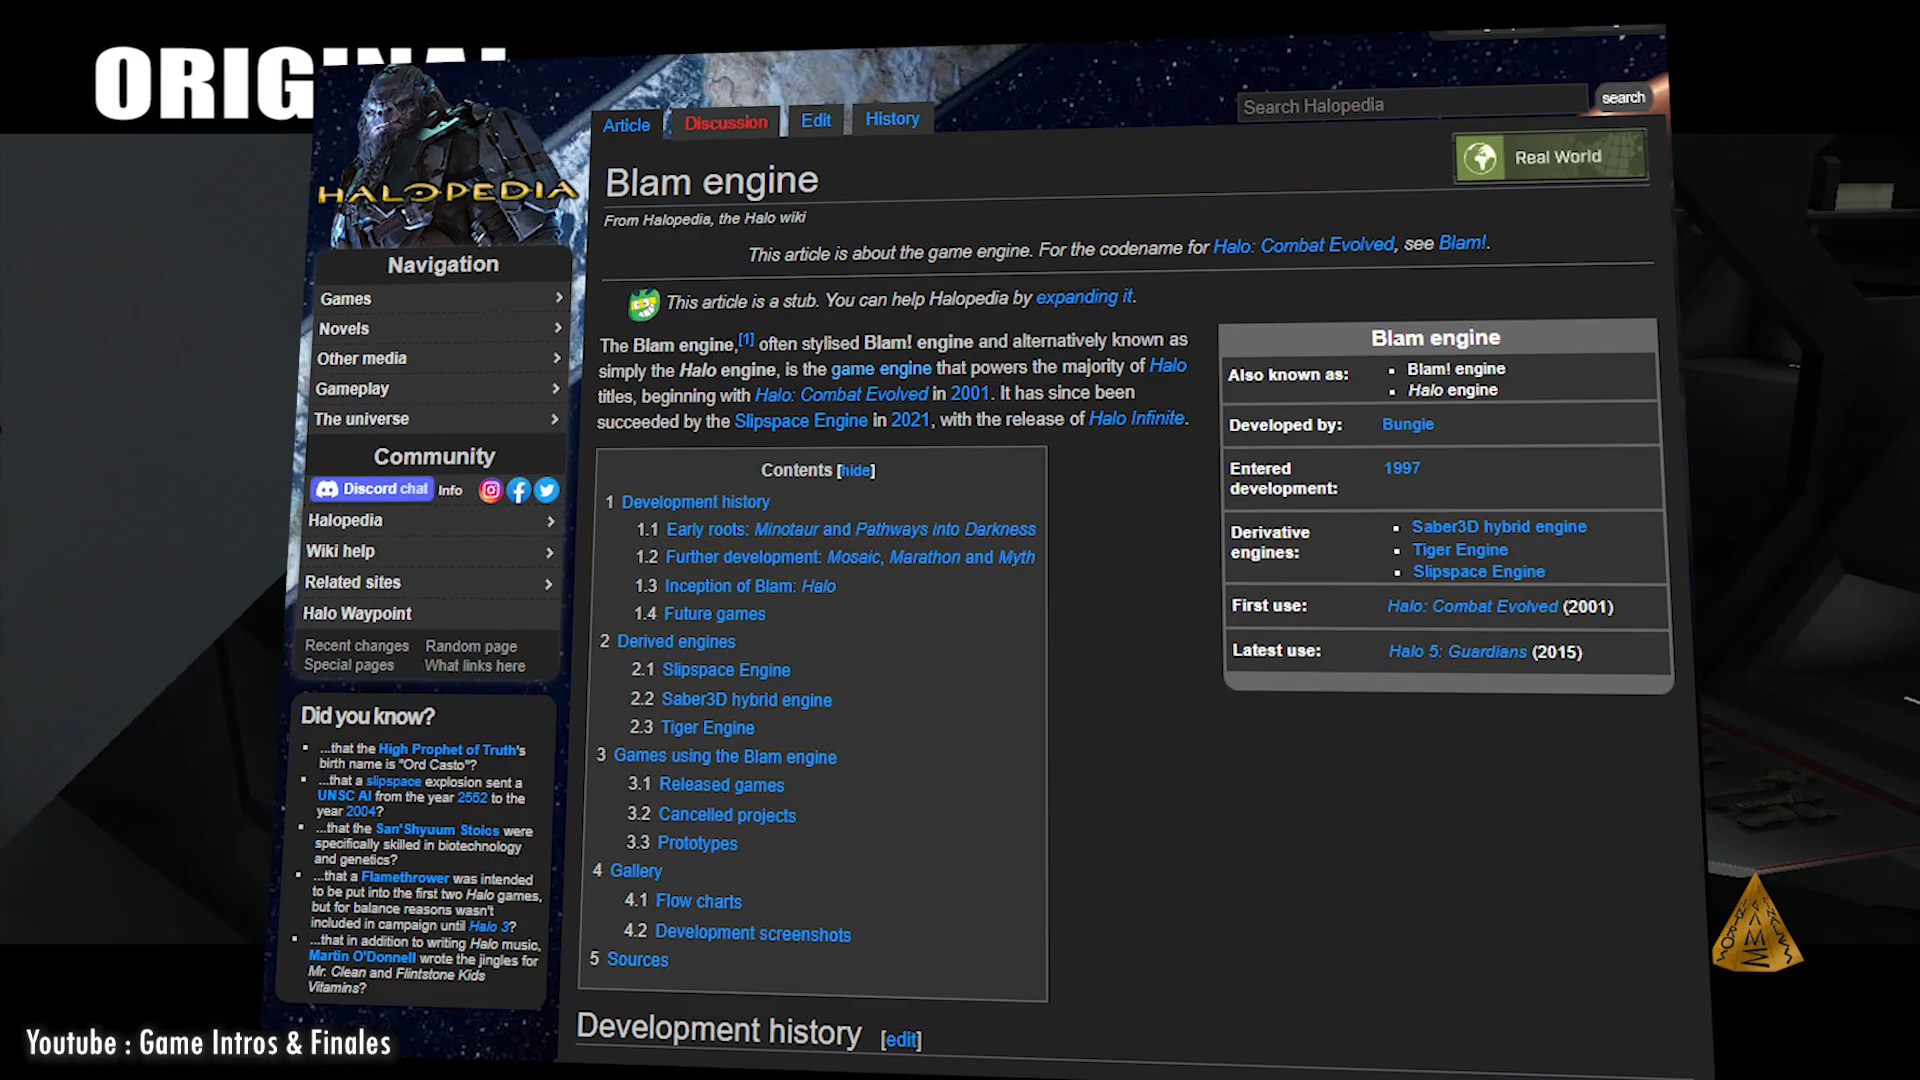 ORIGINAL
Search Halopedia
search
Article
Discussion
Edit
History
HALOPEDIA
Real World
Blam engine
From Halopedia, the Halo wiki
This article is about the game engine. For the codename for Halo: Combat Evolved, see Blam!.
This article is a stub. You can help Halopedia by expanding it.
The Blam engine,[1] often stylised Blam! engine and alternatively known as
simply the Halo engine, is the game engine that powers the majority of Halo
titles, beginning with Halo: Combat Evolved in 2001. It has since been
succeeded by the Slipspace Engine in 2021, with the release of Halo Infinite.
Blam engine
Also known as:
Blam! engine
Halo engine
Developed by: Bungie
Entered
development: 1997
Derivative
engines:
Saber3D hybrid engine
Tiger Engine
Slipspace Engine
First use: Halo: Combat Evolved (2001)
Latest use: Halo 5: Guardians (2015)
Contents [hide]
1 Development history
1.1 Early roots: Minotaur and Pathways into Darkness
1.2 Further development: Mosaic, Marathon and Myth
1.3 Inception of Blam: Halo
1.4 Future games
2 Derived engines
2.1 Slipspace Engine
2.2 Saber3D hybrid engine
2.3 Tiger Engine
3 Games using the Blam engine
3.1 Released games
3.2 Cancelled projects
3.3 Prototypes
4 Gallery
4.1 Flow charts
4.2 Development screenshots
5 Sources
Development history [edit]
Navigation
Games
Novels
Other media
Gameplay
The universe
Community
Discord chat Info
Halopedia
Wiki help
Related sites
Halo Waypoint
Recent changes Random page
Special pages What links here
Did you know?
...that the High Prophet of Truth's
birth name is "Ord Casto"?
...that a slipspace explosion sent a
UNSC AI from the year 2552 to the
year 2004?
...that the San'Shyuum Stoics were
specifically skilled in biotechnology
and genetics?
...that a Flamethrower was intended
to be put into the first two Halo games,
but for balance reasons wasn't
included in campaign until Halo 3?
...that in addition to writing Halo music,
Martin O'Donnell wrote the jingles for
Mr. Clean and Flintstone Kids
Vitamins?
Youtube : Game Intros & Finales